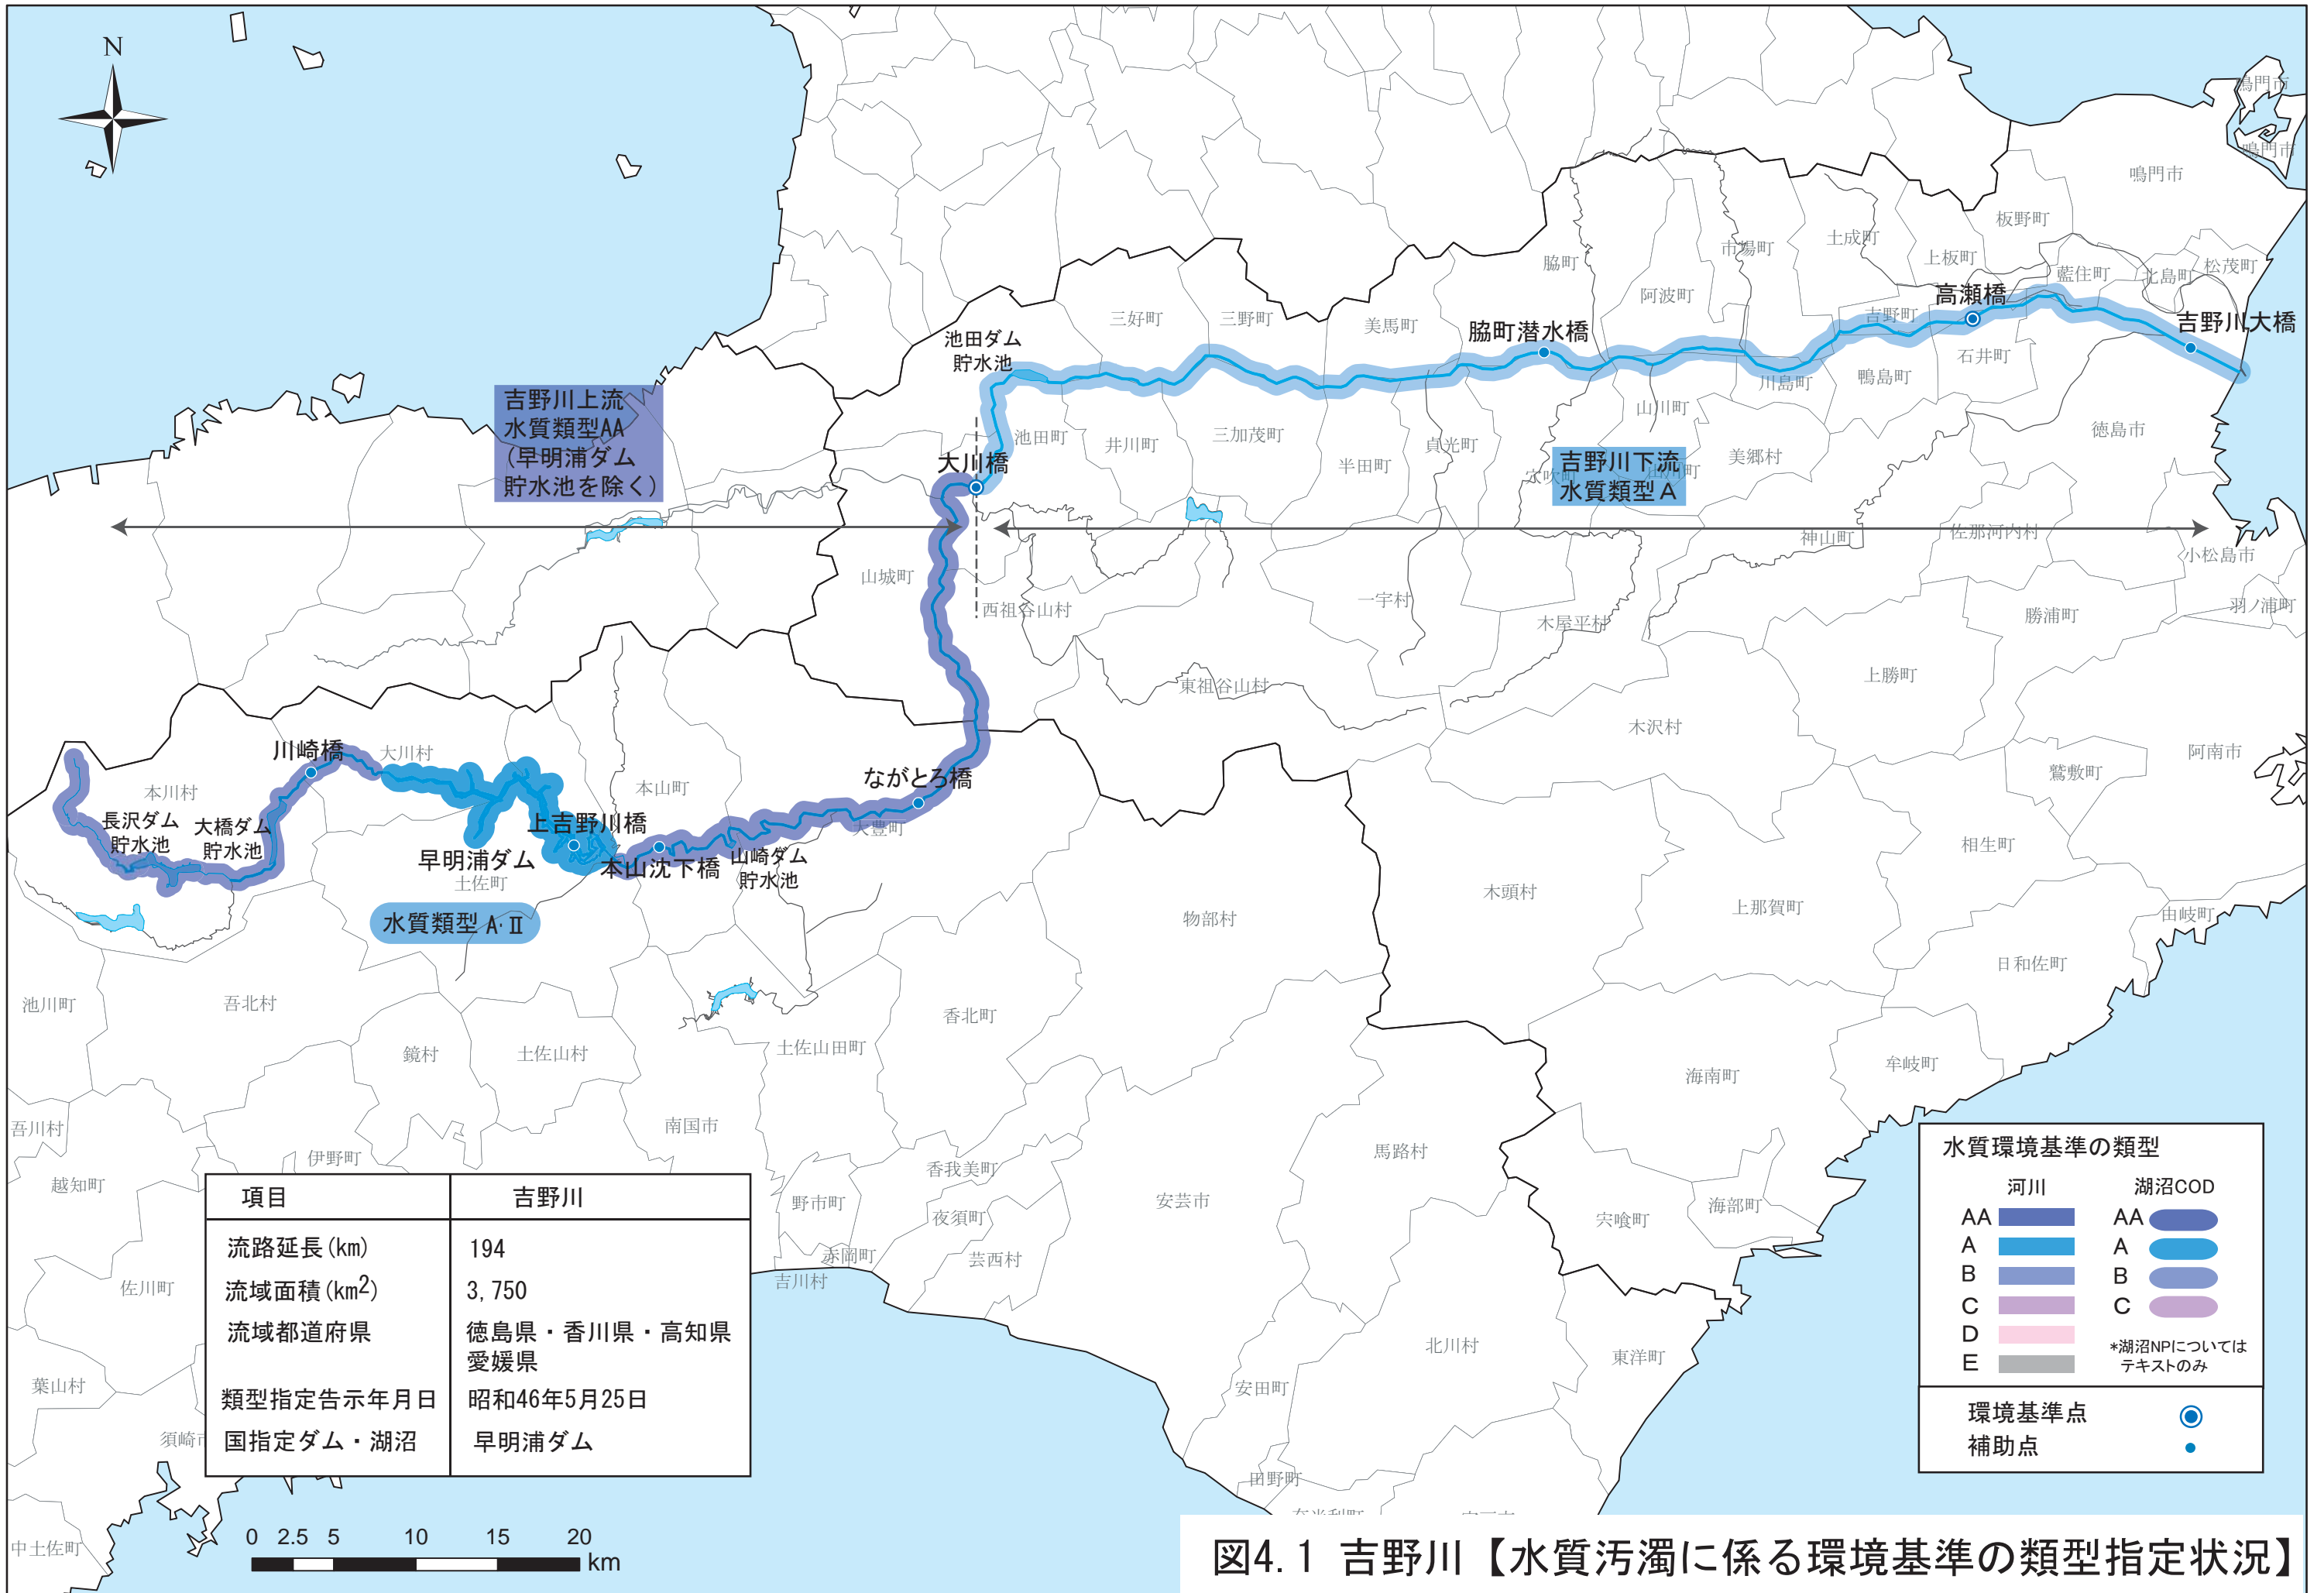 N
鳴門市
鳴門市
鳴門市
板野町
土成町
市場町
上板町
脇町
松茂町
藍住町
北島町
阿波町
高瀬橋
吉野町
三好町
三野町
美馬町
脇町潜水橋
吉野川大橋
池田ダム
貯水池
石井町
鴨島町
川島町
吉野川上流
水質類型AA
(早明浦ダム
貯水池を除く)
山川町
徳島市
池田町
井川町
三加茂町
貞光町
美郷村
大川橋
半田町
吉野川下流
水質類型A
神山町
佐那河内村
小松島市
山城町
西祖谷山村
一宇村
木屋平村
勝浦町
羽ノ浦町
東祖谷山村
上勝町
木沢村
川崎橋
大川村
阿南市
鷲敷町
ながとろ橋
本川村
本山町
長沢ダム
貯水池
大橋ダム
貯水池
上吉野川橋
大豊町
早明浦ダム
本山沈下橋
山崎ダム
貯水池
土佐町
相生町
木頭村
上那賀町
水質類型 A・Ⅱ
物部村
由岐町
日和佐町
池川町
吾北村
香北町
鏡村
土佐山村
土佐山田町
海南町
牟岐町
吾川村
南国市
馬路村
伊野町
香我美町
越知町
野市町
夜須町
安芸市
宍喰町
海部町
赤岡町
芸西村
吉川村
佐川町
北川村
東洋町
葉山村
安田町
須崎市
田野町
中土佐町
項目 吉野川
流路延長(km) 194
流域面積(km2) 3,750
流域都道府県 徳島県・香川県・高知県
愛媛県
類型指定告示年月日 昭和46年5月25日
国指定ダム・湖沼 早明浦ダム
水質環境基準の類型
河川 湖沼COD
AA AA
A A
B B
C C
D
E
*湖沼NPについては
テキストのみ
環境基準点
補助点
0 2.5 5 10 15 20
km
図4.1 吉野川【水質汚濁に係る環境基準の類型指定状況】